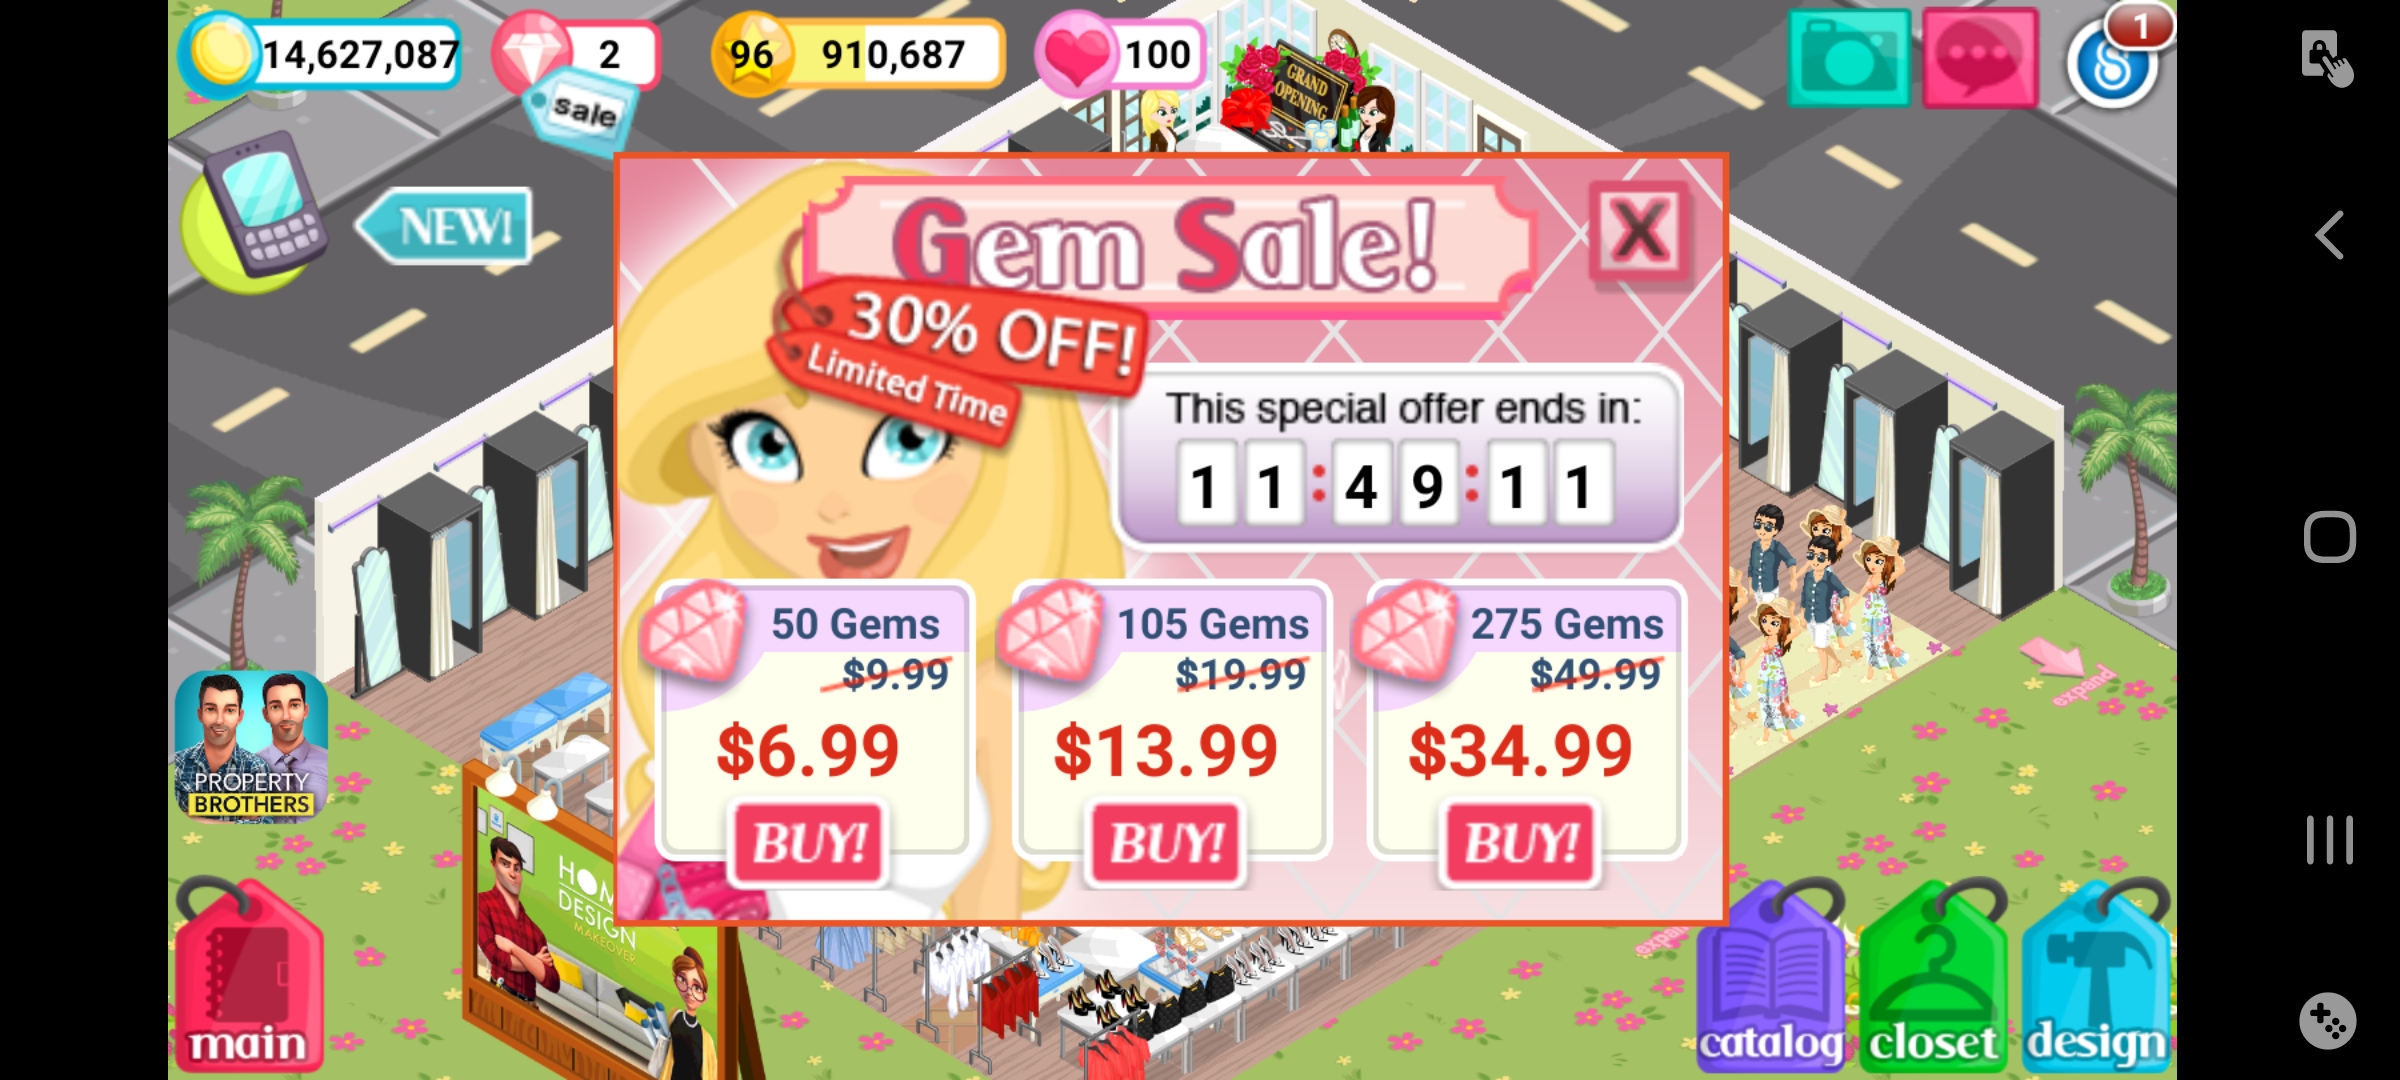 14,627,087
2
96
910,687
100
1
sale
GRAND
OPENING
NEW!
Gem Sale!
X
30% OFF!
Limited Time
This special offer ends in:
11:49:11
50 Gems
$9.99
$6.99
BUY!
105 Gems
$19.99
$13.99
BUY!
275 Gems
$49.99
$34.99
BUY!
expand
PROPERTY
BROTHERS
HOM
DESIGN
MAKEOVER
expand
main
catalog
closet
design